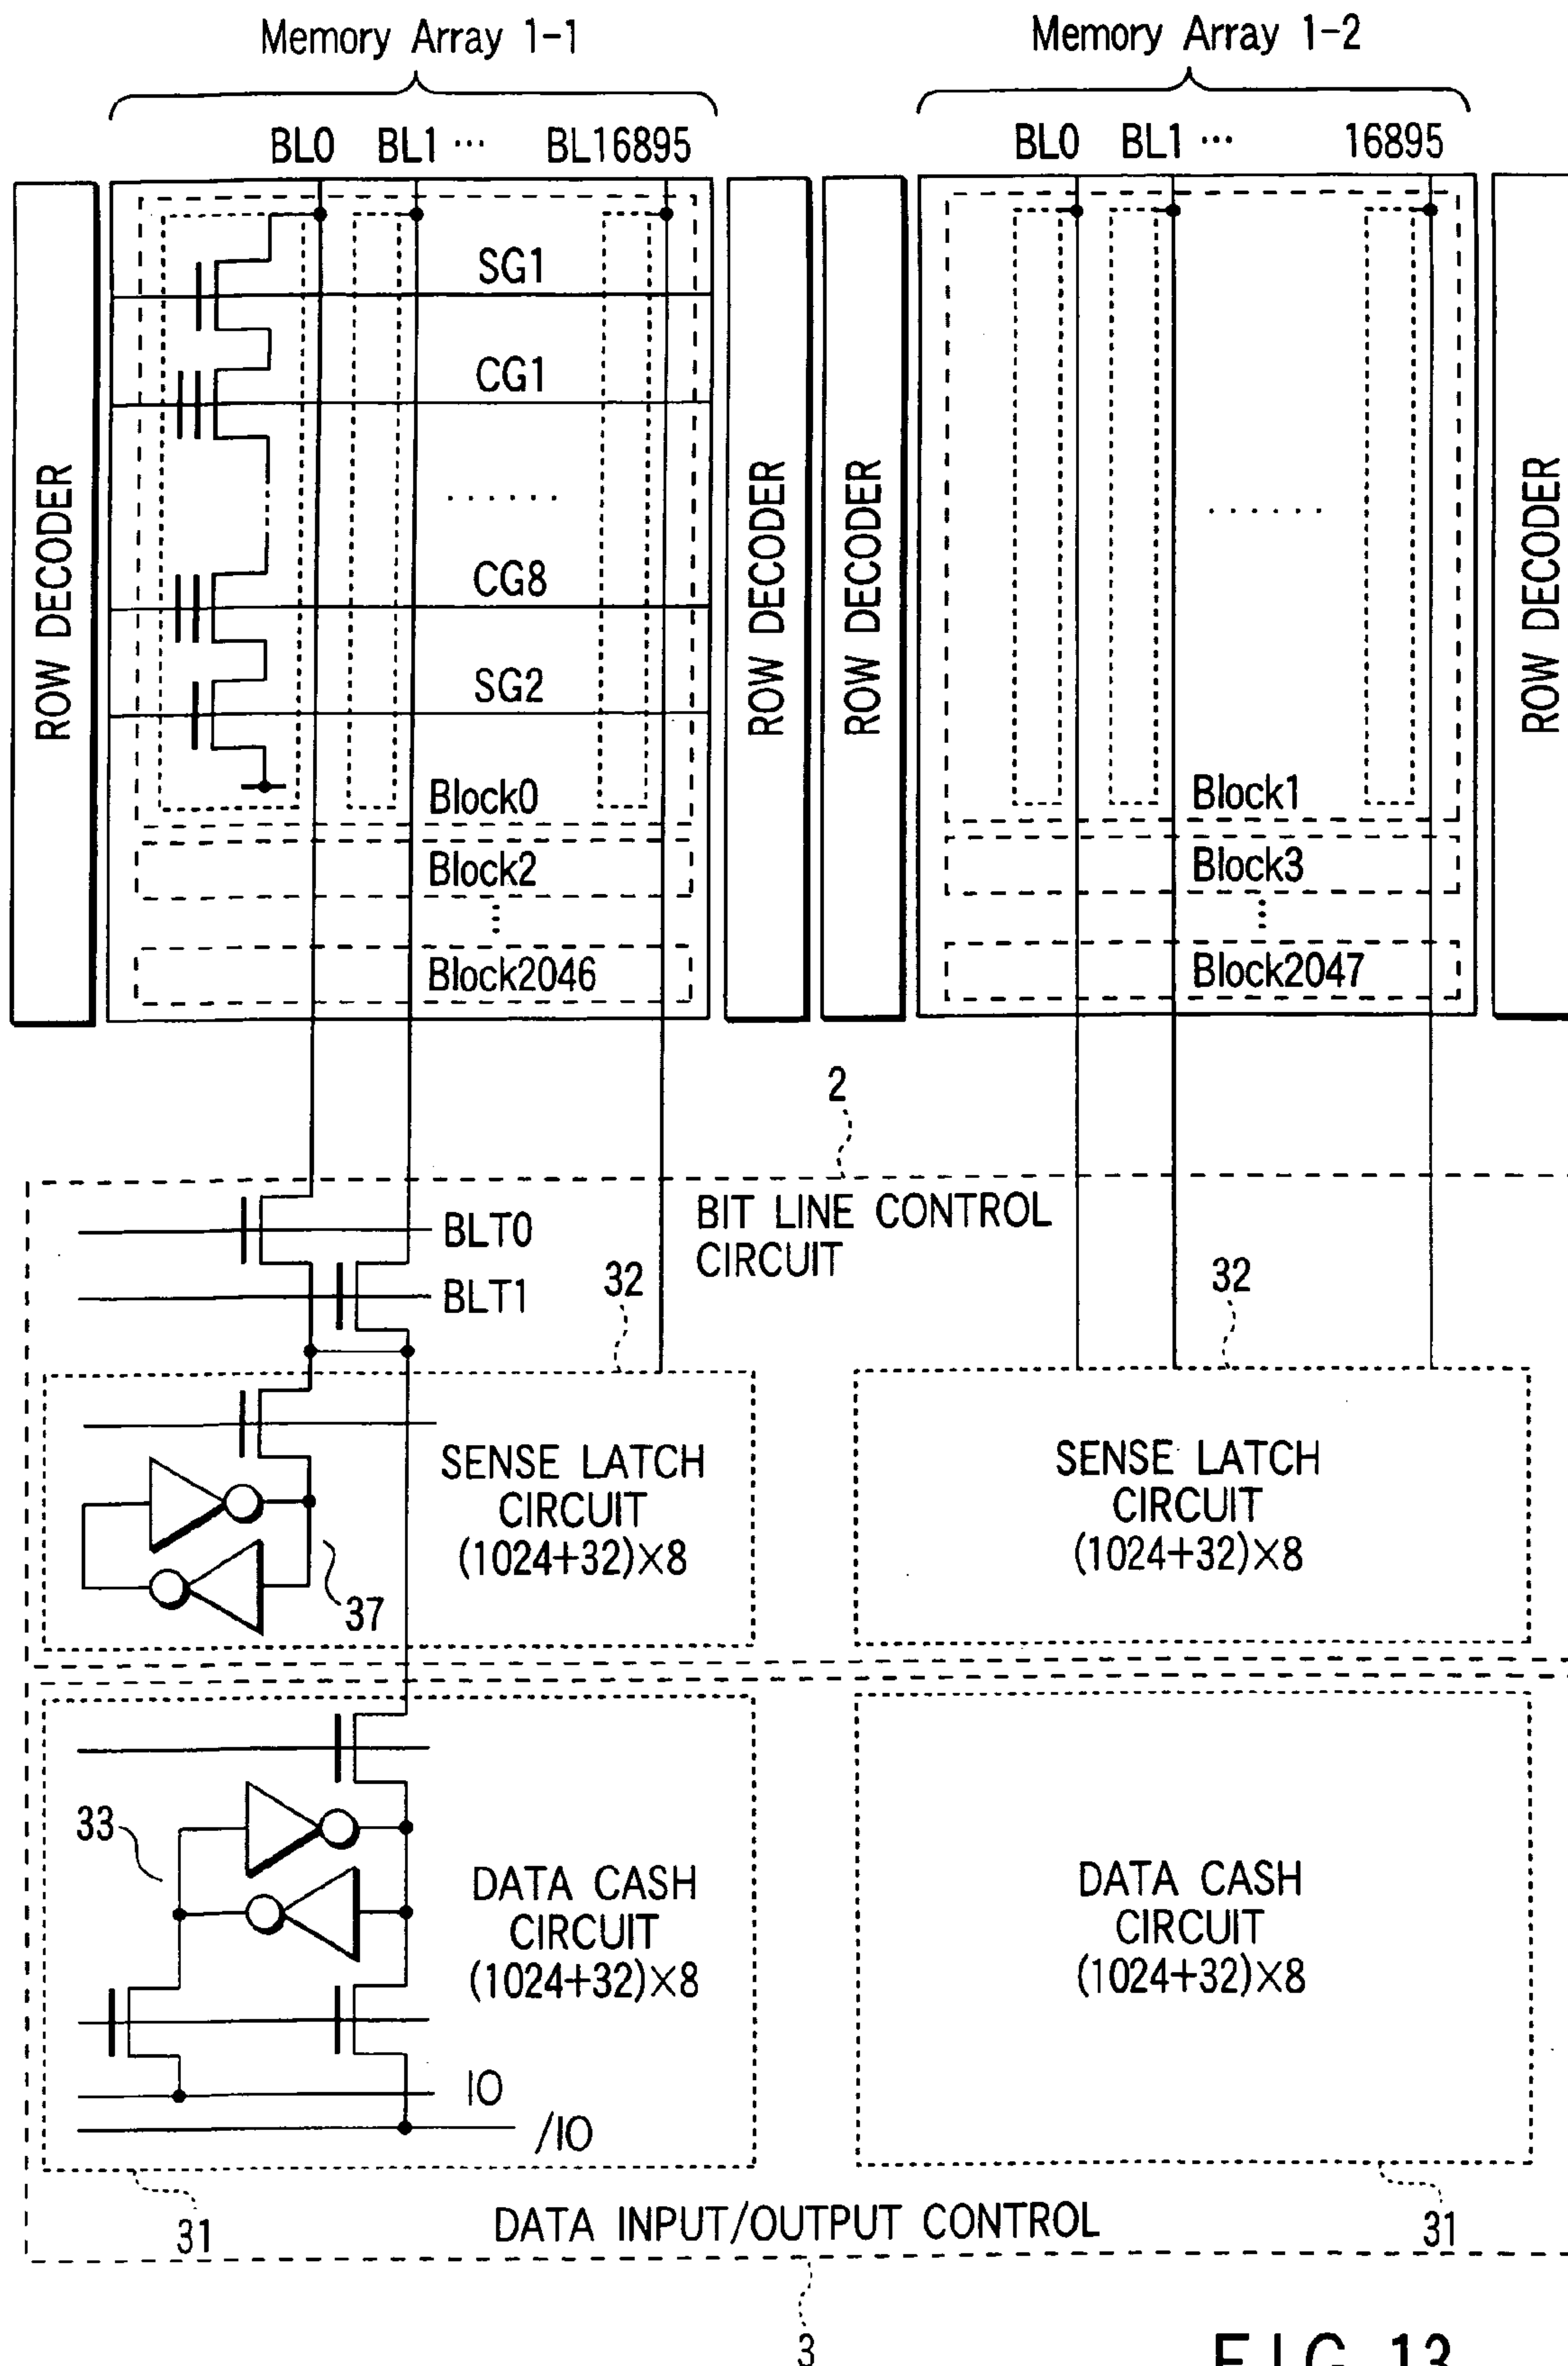 Memory Array 1-1
Memory Array 1-2
BL0 BL1 ... BL16895
BL0 BL1 ... 16895
ROW DECODER
SG1
CG1
......
CG8
SG2
Block0
Block2
Block2046
ROW DECODER
ROW DECODER
......
Block1
Block3
Block2047
ROW DECODER
2
BIT LINE CONTROL
CIRCUIT
BLT0
BLT1
32
32
SENSE LATCH
CIRCUIT
(1024+32)×8
37
SENSE LATCH
CIRCUIT
(1024+32)×8
33
DATA CASH
CIRCUIT
(1024+32)×8
IO
/IO
DATA CASH
CIRCUIT
(1024+32)×8
31
DATA INPUT/OUTPUT CONTROL
31
3
FIG. 13